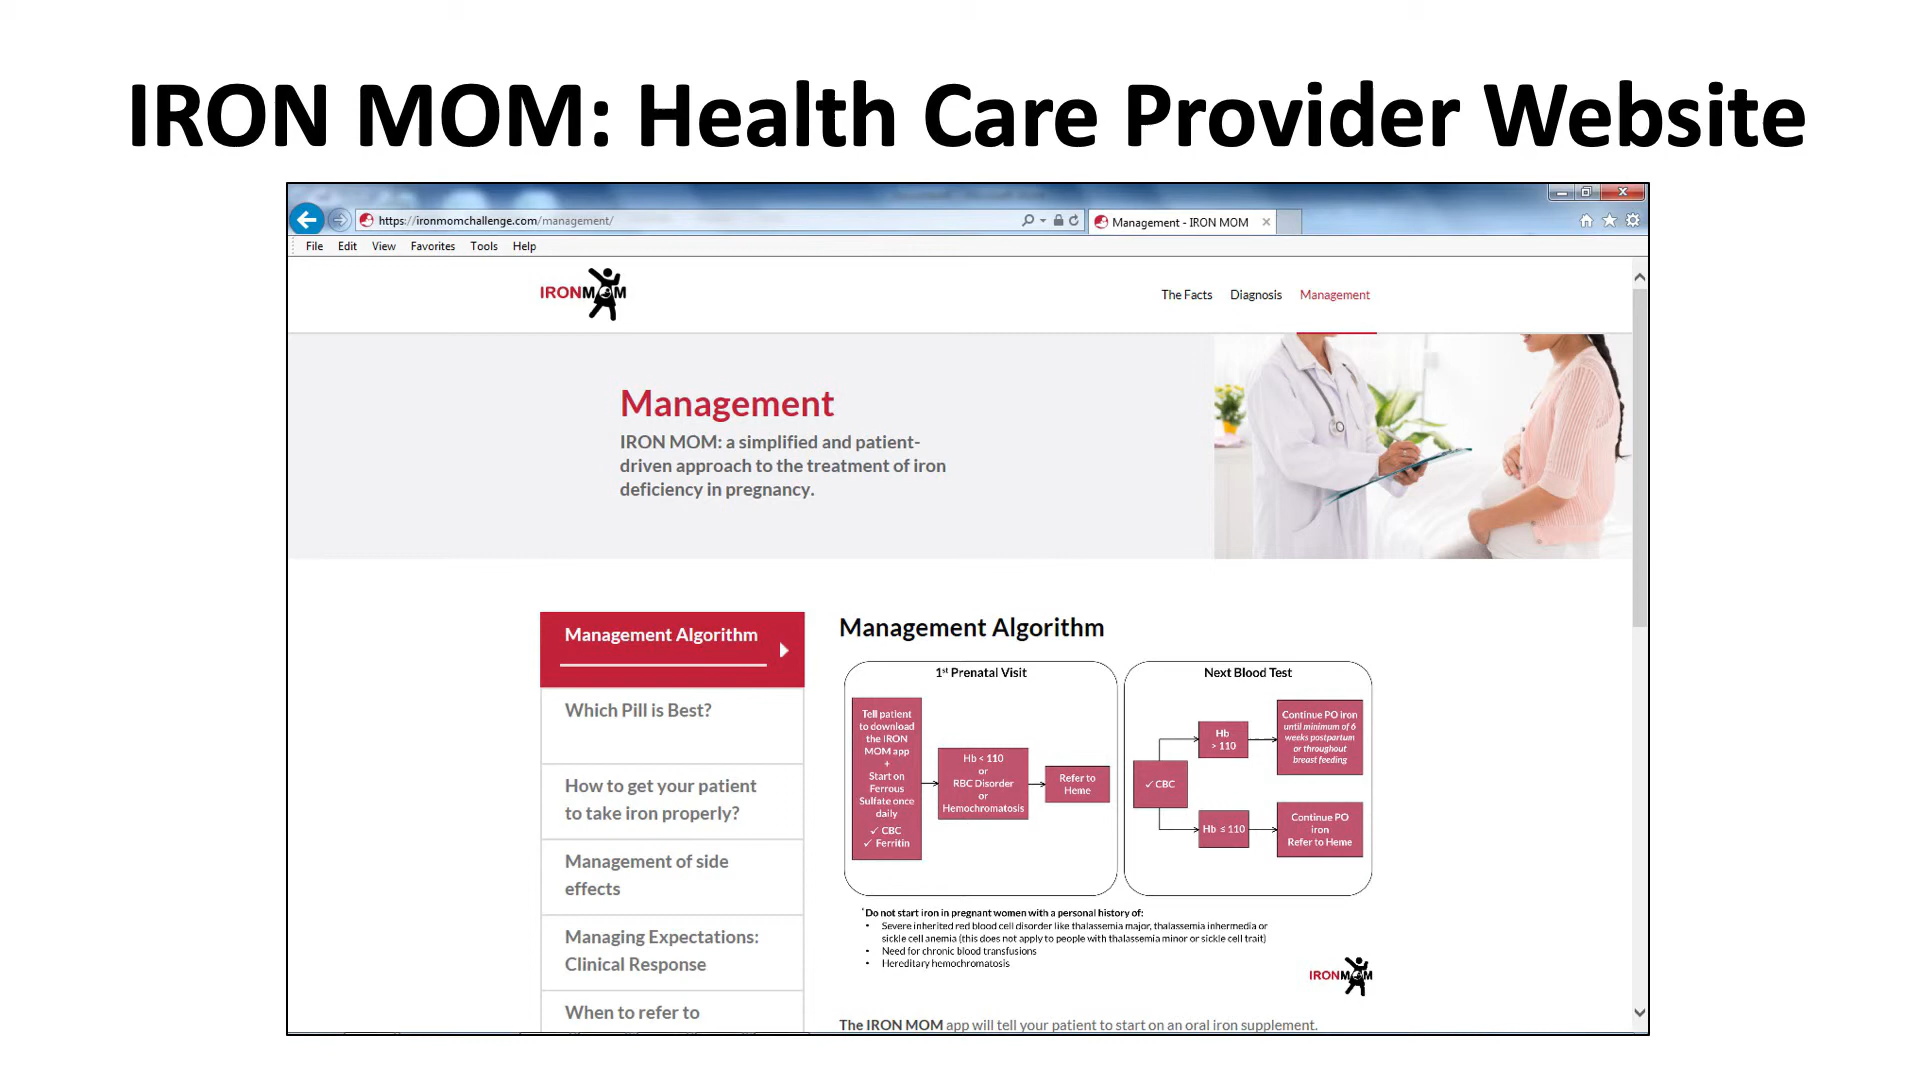 IRON MOM: Health Care Provider Website
https://ironmomchallenge.com/management/
Management - IRON MOM
File Edit View Favorites Tools Help
IRONMOM
The Facts Diagnosis Management
Management
IRON MOM: a simplified and patient-
driven approach to the treatment of iron
deficiency in pregnancy.
Management Algorithm
Which Pill is Best?
How to get your patient
to take iron properly?
Management of side
effects
Managing Expectations:
Clinical Response
When to refer to
Management Algorithm
1st Prenatal Visit
Tell patient
to download
the IRON
MOM app
+
Start on
Ferrous
Sulfate once
daily
✓ CBC
✓ Ferritin
Hb < 110
or
RBC Disorder
or
Hemochromatosis
Refer to
Heme
Next Blood Test
✓ CBC
Hb
> 110
Continue PO iron
until minimum of 6
weeks postpartum
or throughout
breast feeding
Hb ≤ 110
Continue PO
iron
Refer to Heme
*Do not start iron in pregnant women with a personal history of:
• Severe inherited red blood cell disorder like thalassemia major, thalassemia inhermedia or
sickle cell anemia (this does not apply to people with thalassemia minor or sickle cell trait)
• Need for chronic blood transfusions
• Hereditary hemochromatosis
IRONMOM
The IRON MOM app will tell your patient to start on an oral iron supplement.